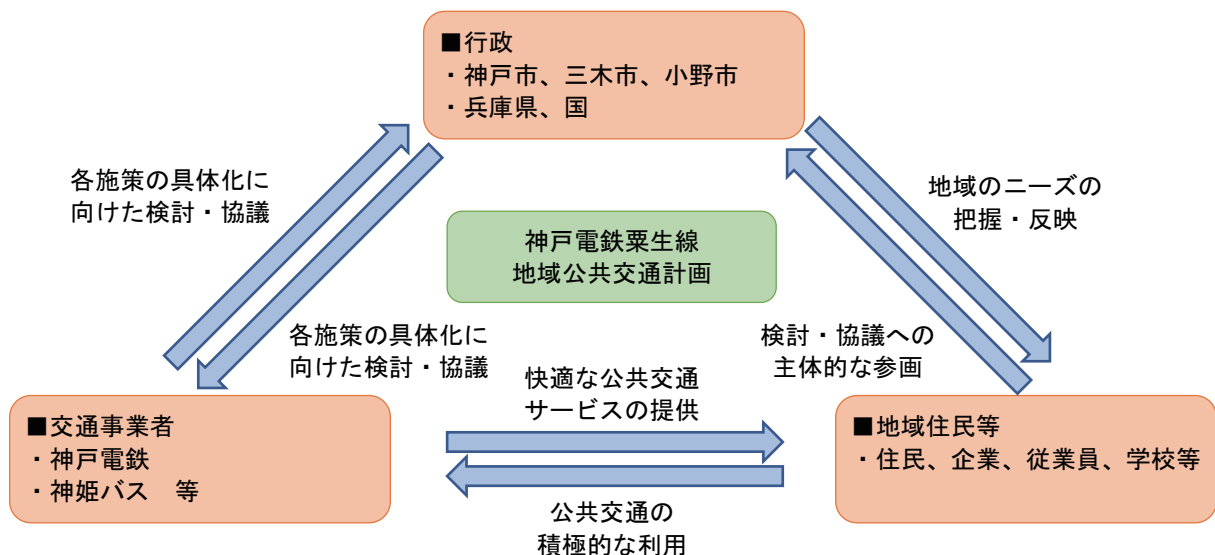 ■行政
・神戸市、三木市、小野市
・兵庫県、国
各施策の具体化に
向けた検討・協議
地域のニーズの
把握・反映
神戸電鉄粟生線
地域公共交通計画
各施策の具体化に
向けた検討・協議
検討・協議への
主体的な参画
快適な公共交通
サービスの提供
■交通事業者
・神戸電鉄
・神姫バス　等
■地域住民等
・住民、企業、従業員、学校等
公共交通の
積極的な利用